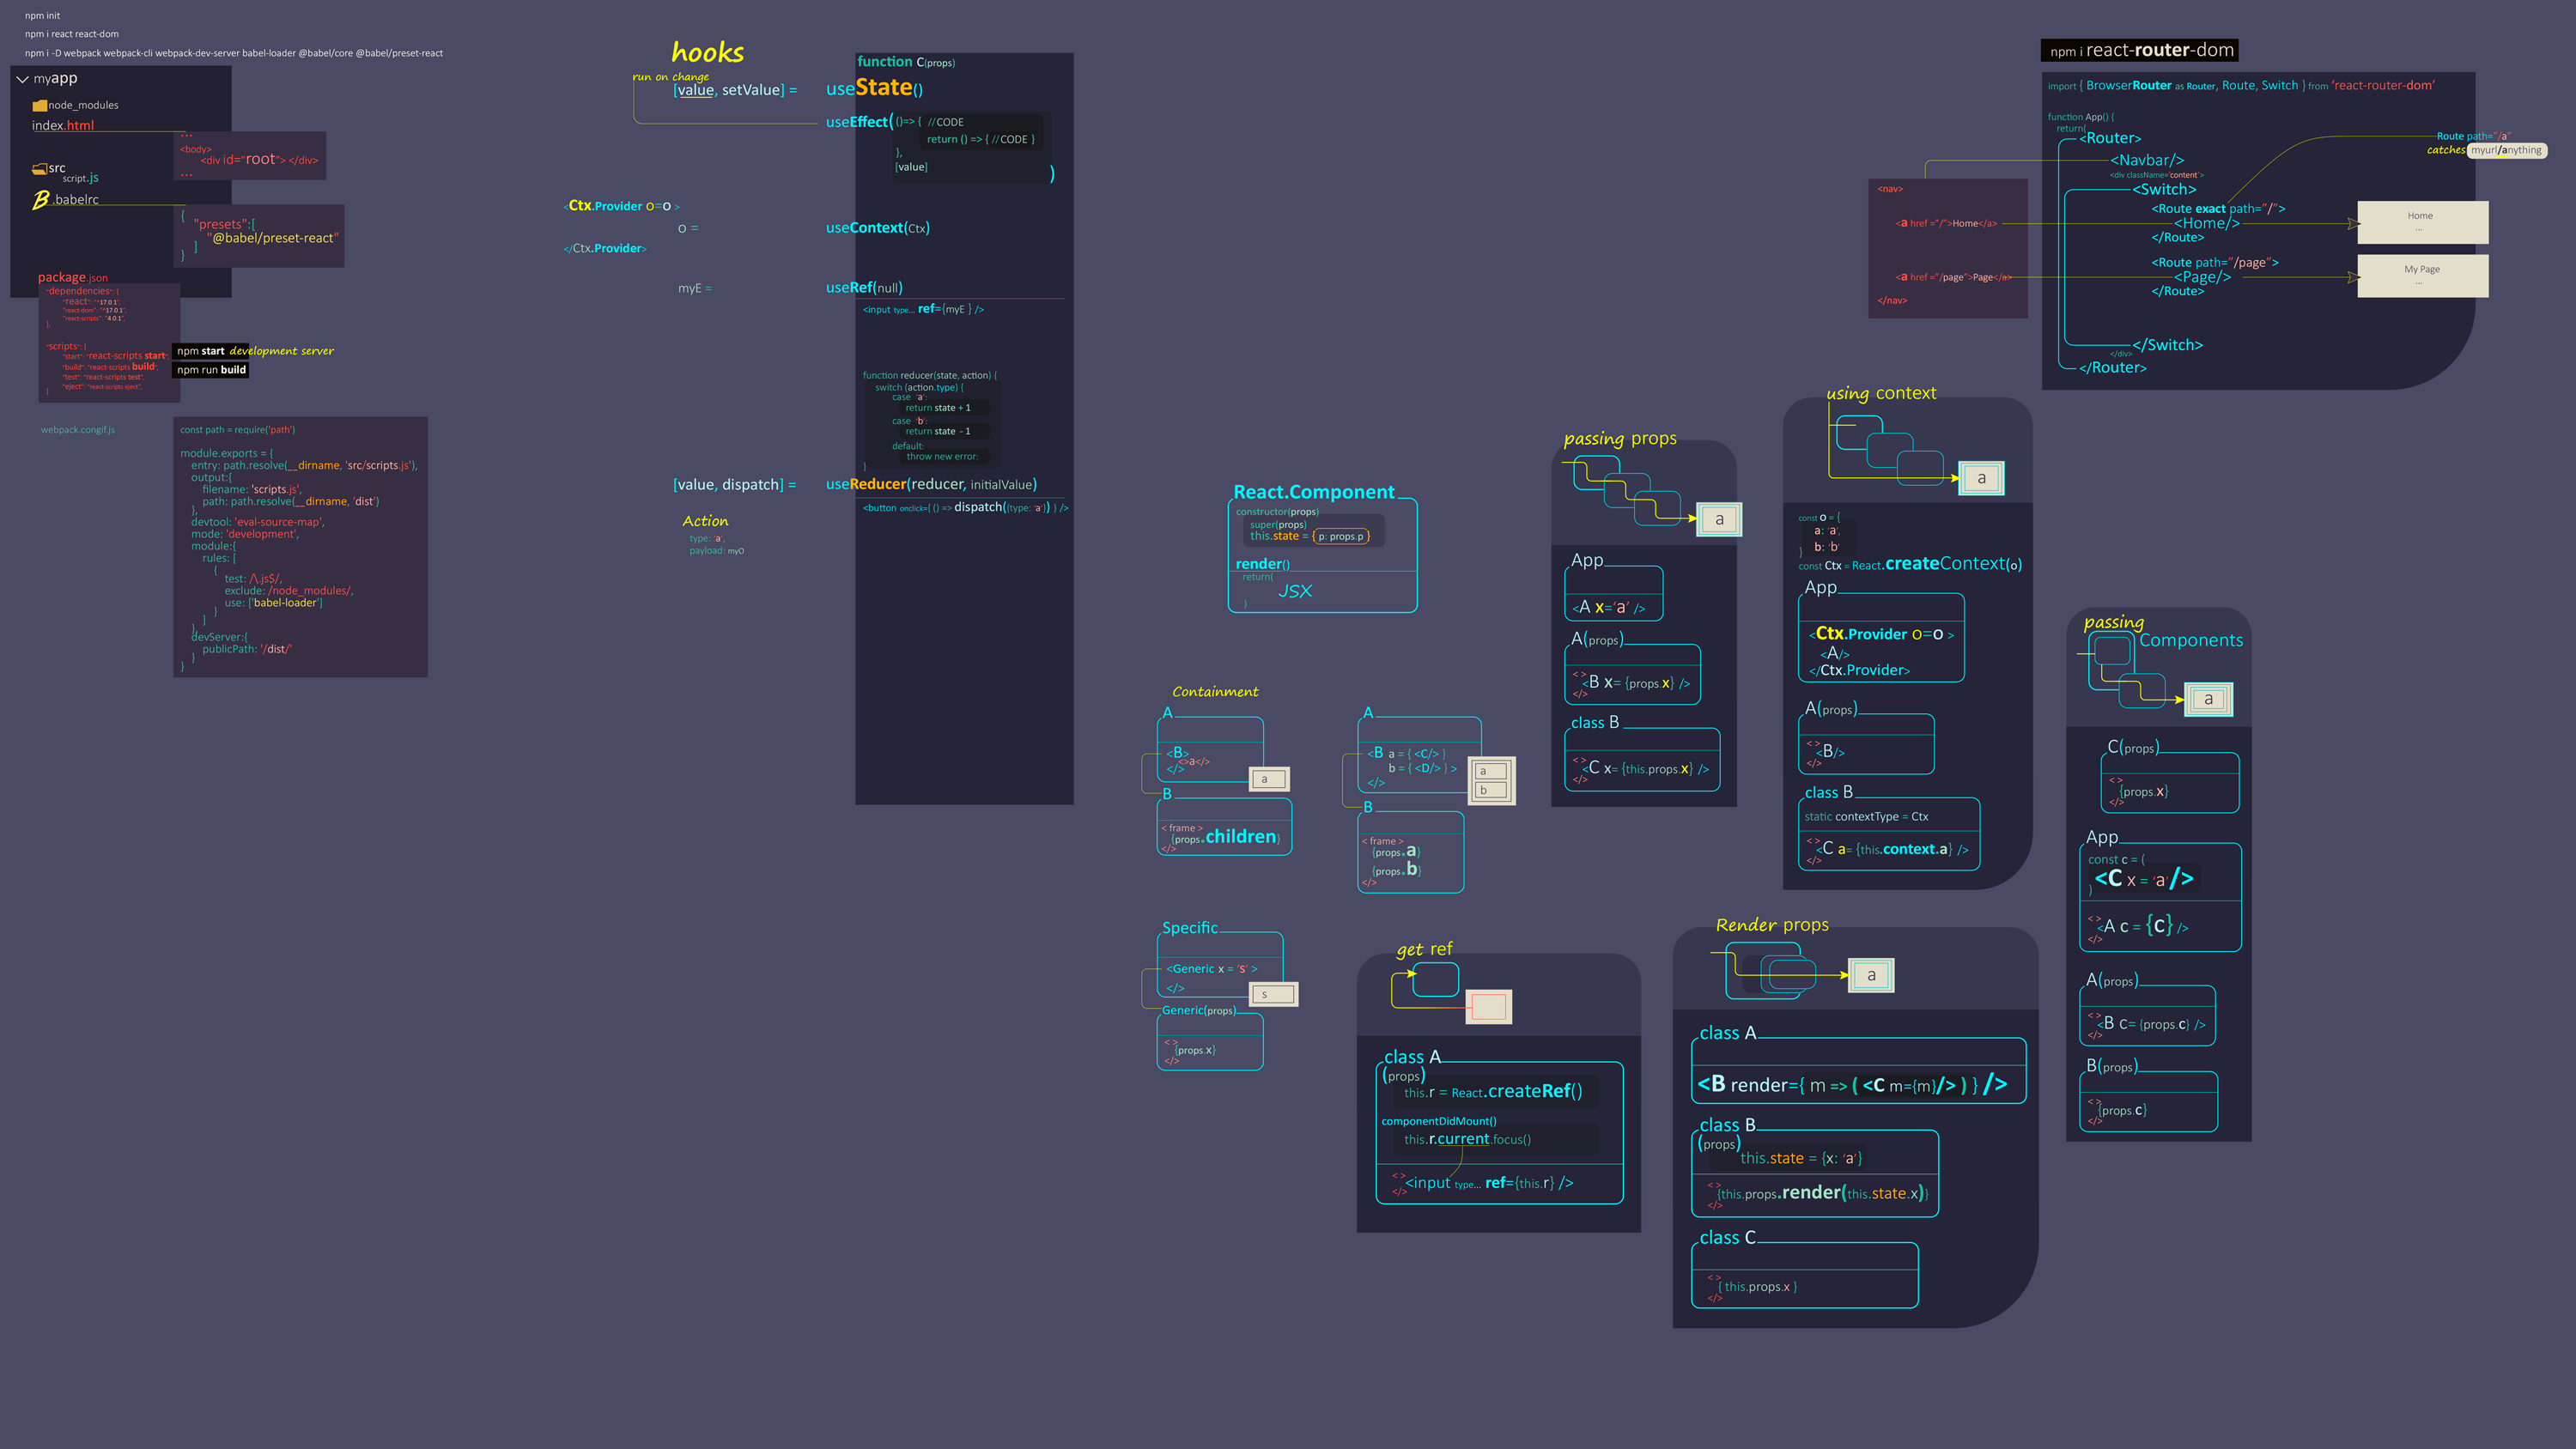 npm init
npm i react react-dom
npm i -D webpack webpack-cli webpack-dev-server babel-loader @babel/core @babel/preset-react
myapp
node_modules
index.html
...
<body>
<div id="root"> </div>
...
src
script.js
B .babelrc
{
"presets":[
"@babel/preset-react"
]
}
package.json
"dependencies": {
"react": "^17.0.1",
"react-dom": "^17.0.1",
"react-scripts": "4.0.1",
},
"scripts": {
"start": "react-scripts start",
"build": "react-scripts build",
"test": "react-scripts test",
"eject": "react-scripts eject",
}
npm start development server
npm run build
webpack.congif.js
const path = require('path')
module.exports = {
entry: path.resolve(__dirname, 'src/scripts.js'),
output:{
filename: 'scripts.js',
path: path.resolve(__dirname, 'dist')
},
devtool: 'eval-source-map',
mode: 'development',
module:{
rules: [
{
test: /\.js$/,
exclude: /node_modules/,
use: ['babel-loader']
}
]
},
devServer:{
publicPath: '/dist/'
}
}
hooks
run on change
function C(props)
[value, setValue] = useState()
useEffect( ()=> { //CODE
return () => { //CODE }
},
[value]
)
<Ctx.Provider o=o >
o = useContext(Ctx)
</Ctx.Provider>
myE = useRef(null)
<input type... ref={myE } />
function reducer(state, action) {
switch (action.type) {
case 'a':
return state + 1
case 'b':
return state - 1
default:
throw new error:
}
[value, dispatch] = useReducer(reducer, initialValue)
<button onclick={ () => dispatch({type: 'a'}) } />
Action
type: 'a',
payload: myO
React.Component
constructor(props)
super(props)
this.state = { p: props.p }
render()
return(
JSX
)
Containment
A
<B>
<>a</>
</>
a
B
< frame >
{props.children}
</>
A
<B a = { <C/> }
b = { <D/> } >
</>
a
b
B
< frame >
{props.a}
{props.b}
</>
Specific
<Generic x = 's' >
</>
s
Generic(props)
< >
{props.x}
</>
get ref
class A
(props)
this.r = React.createRef()
componentDidMount()
this.r.current.focus()
< >
<input type... ref={this.r} />
</>
passing props
a
App
<A x='a' />
A(props)
< >
<B x= {props.x} />
</>
class B
< >
<C x= {this.props.x} />
</>
using context
a
const o = {
a: 'a',
b: 'b'
}
const Ctx = React.createContext(o)
App
<Ctx.Provider o=o >
<A/>
</Ctx.Provider>
A(props)
< >
<B/>
</>
class B
static contextType = Ctx
< >
<C a= {this.context.a} />
</>
Render props
a
class A
<B render={ m => ( <C m={m}/> ) } />
class B
(props)
this.state = {x: 'a'}
< >
{this.props.render(this.state.x)}
</>
class C
< >
{ this.props.x }
</>
npm i react-router-dom
import { BrowserRouter as Router, Route, Switch } from 'react-router-dom'
function App() {
return(
<Router>
<Navbar/>
<div className='content'>
<Switch>
<Route exact path="/">
<Home/>
</Route>
<Route path="/page">
<Page/>
</Route>
</Switch>
</div>
</Router>
Route path="/a"
catches myurl/anything
<nav>
<a href ="/">Home</a>
<a href ="/page">Page</a>
</nav>
Home
...
My Page
...
passing
Components
a
C(props)
< >
{props.x}
</>
App
const c = (
<C x = 'a'/>
)
< >
<A c = {c} />
</>
A(props)
< >
<B c= {props.c} />
</>
B(props)
< >
{props.c}
</>